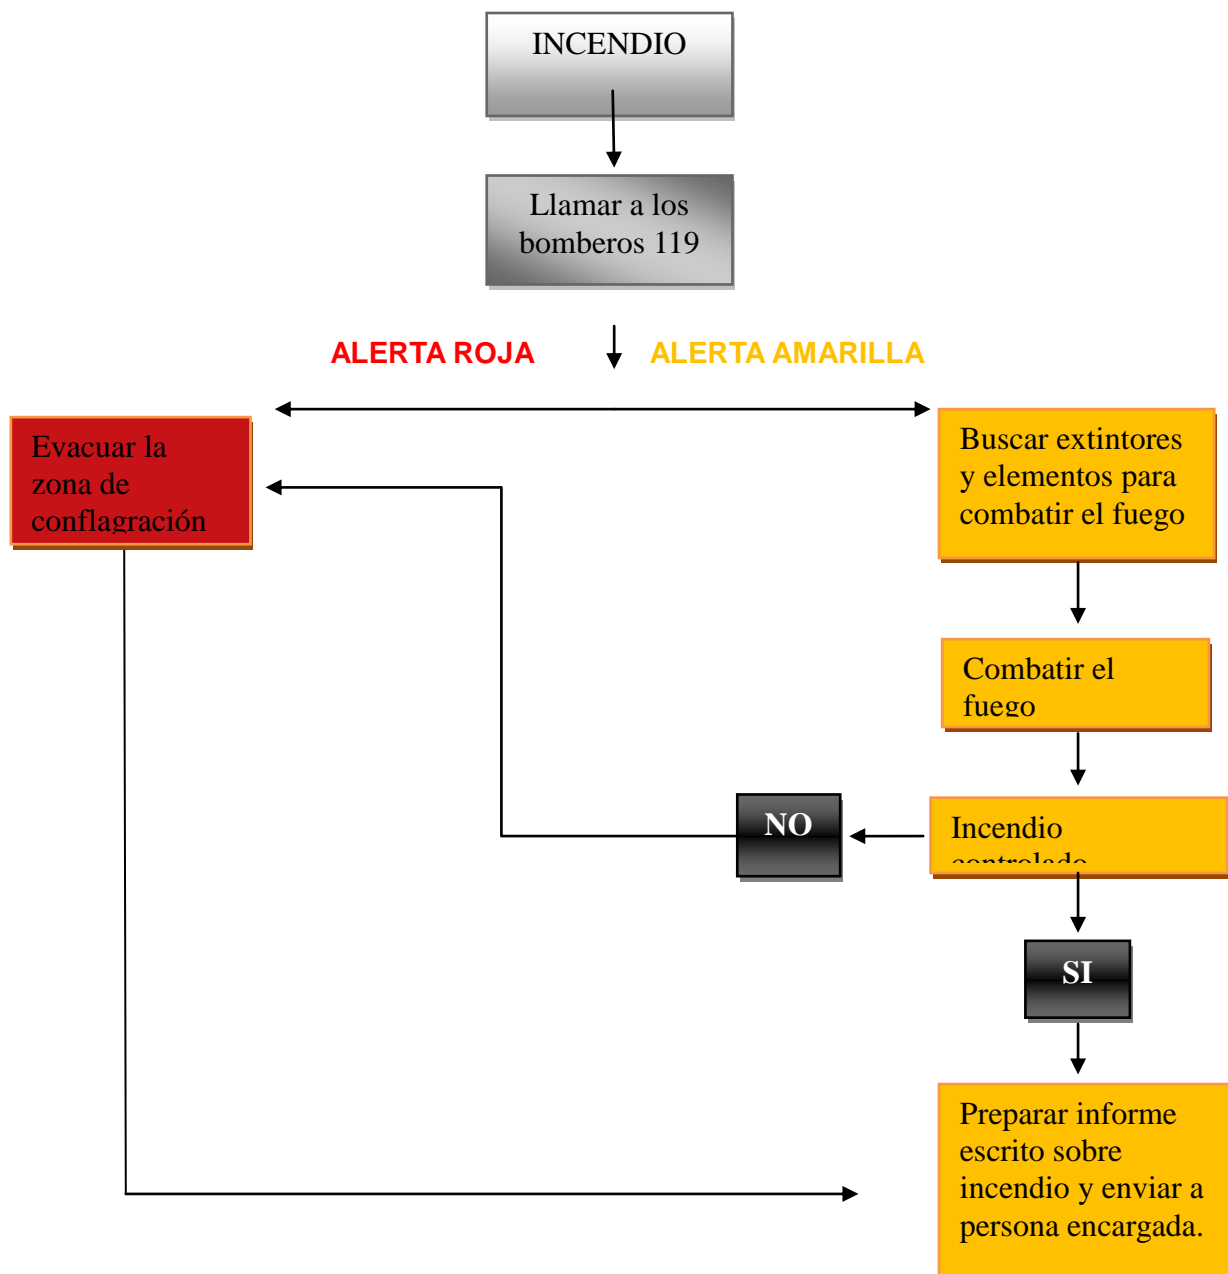 INCENDIO
Llamar a los
bomberos 119
ALERTA ROJA
ALERTA AMARILLA
Evacuar la
zona de
conflagración
Buscar extintores
y elementos para
combatir el fuego
Combatir el
fuego
NO
Incendio
controlado
SI
Preparar informe
escrito sobre
incendio y enviar a
persona encargada.